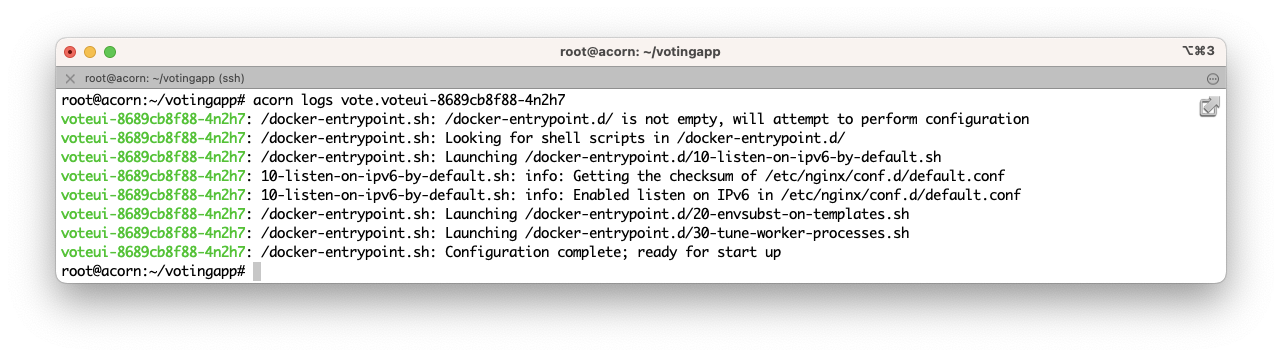 root@acorn: ~/votingapp
⌥⌘3
root@acorn: ~/votingapp (ssh)
root@acorn:~/votingapp# acorn logs vote.voteui-8689cb8f88-4n2h7
voteui-8689cb8f88-4n2h7: /docker-entrypoint.sh: /docker-entrypoint.d/ is not empty, will attempt to perform configuration
voteui-8689cb8f88-4n2h7: /docker-entrypoint.sh: Looking for shell scripts in /docker-entrypoint.d/
voteui-8689cb8f88-4n2h7: /docker-entrypoint.sh: Launching /docker-entrypoint.d/10-listen-on-ipv6-by-default.sh
voteui-8689cb8f88-4n2h7: 10-listen-on-ipv6-by-default.sh: info: Getting the checksum of /etc/nginx/conf.d/default.conf
voteui-8689cb8f88-4n2h7: 10-listen-on-ipv6-by-default.sh: info: Enabled listen on IPv6 in /etc/nginx/conf.d/default.conf
voteui-8689cb8f88-4n2h7: /docker-entrypoint.sh: Launching /docker-entrypoint.d/20-envsubst-on-templates.sh
voteui-8689cb8f88-4n2h7: /docker-entrypoint.sh: Launching /docker-entrypoint.d/30-tune-worker-processes.sh
voteui-8689cb8f88-4n2h7: /docker-entrypoint.sh: Configuration complete; ready for start up
root@acorn:~/votingapp#